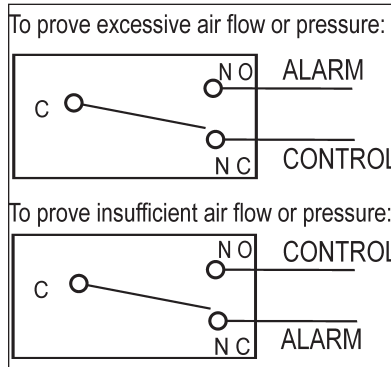 To prove excessive air flow or pressure:
N O ALARM
C
N C CONTROL
To prove insufficient air flow or pressure:
N O CONTROL
C
N C ALARM